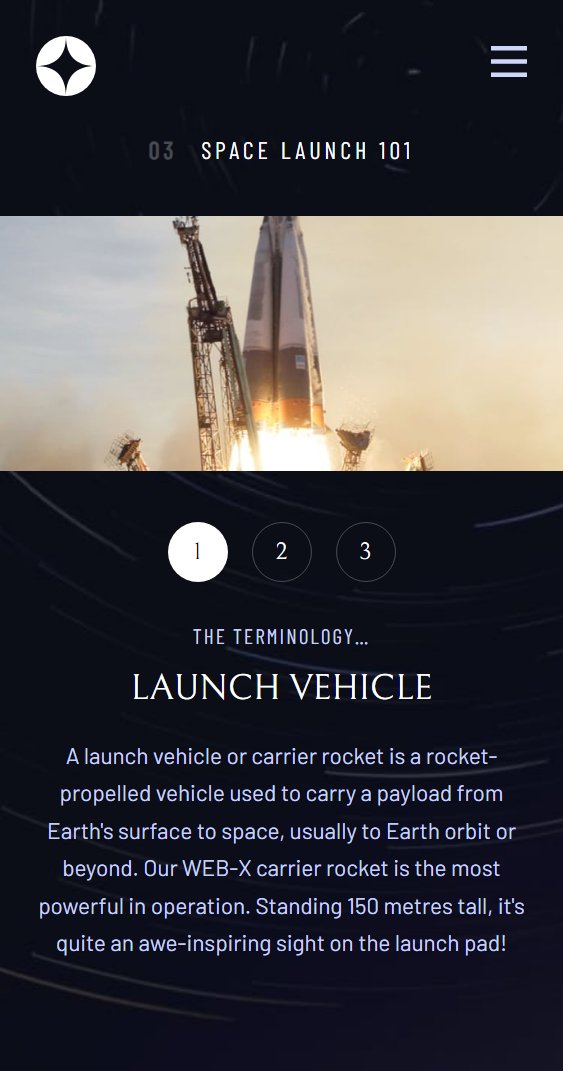 03 SPACE LAUNCH 101
1 2 3
THE TERMINOLOGY...
LAUNCH VEHICLE
A launch vehicle or carrier rocket is a rocket-
propelled vehicle used to carry a payload from
Earth's surface to space, usually to Earth orbit or
beyond. Our WEB-X carrier rocket is the most
powerful in operation. Standing 150 metres tall, it's
quite an awe-inspiring sight on the launch pad!